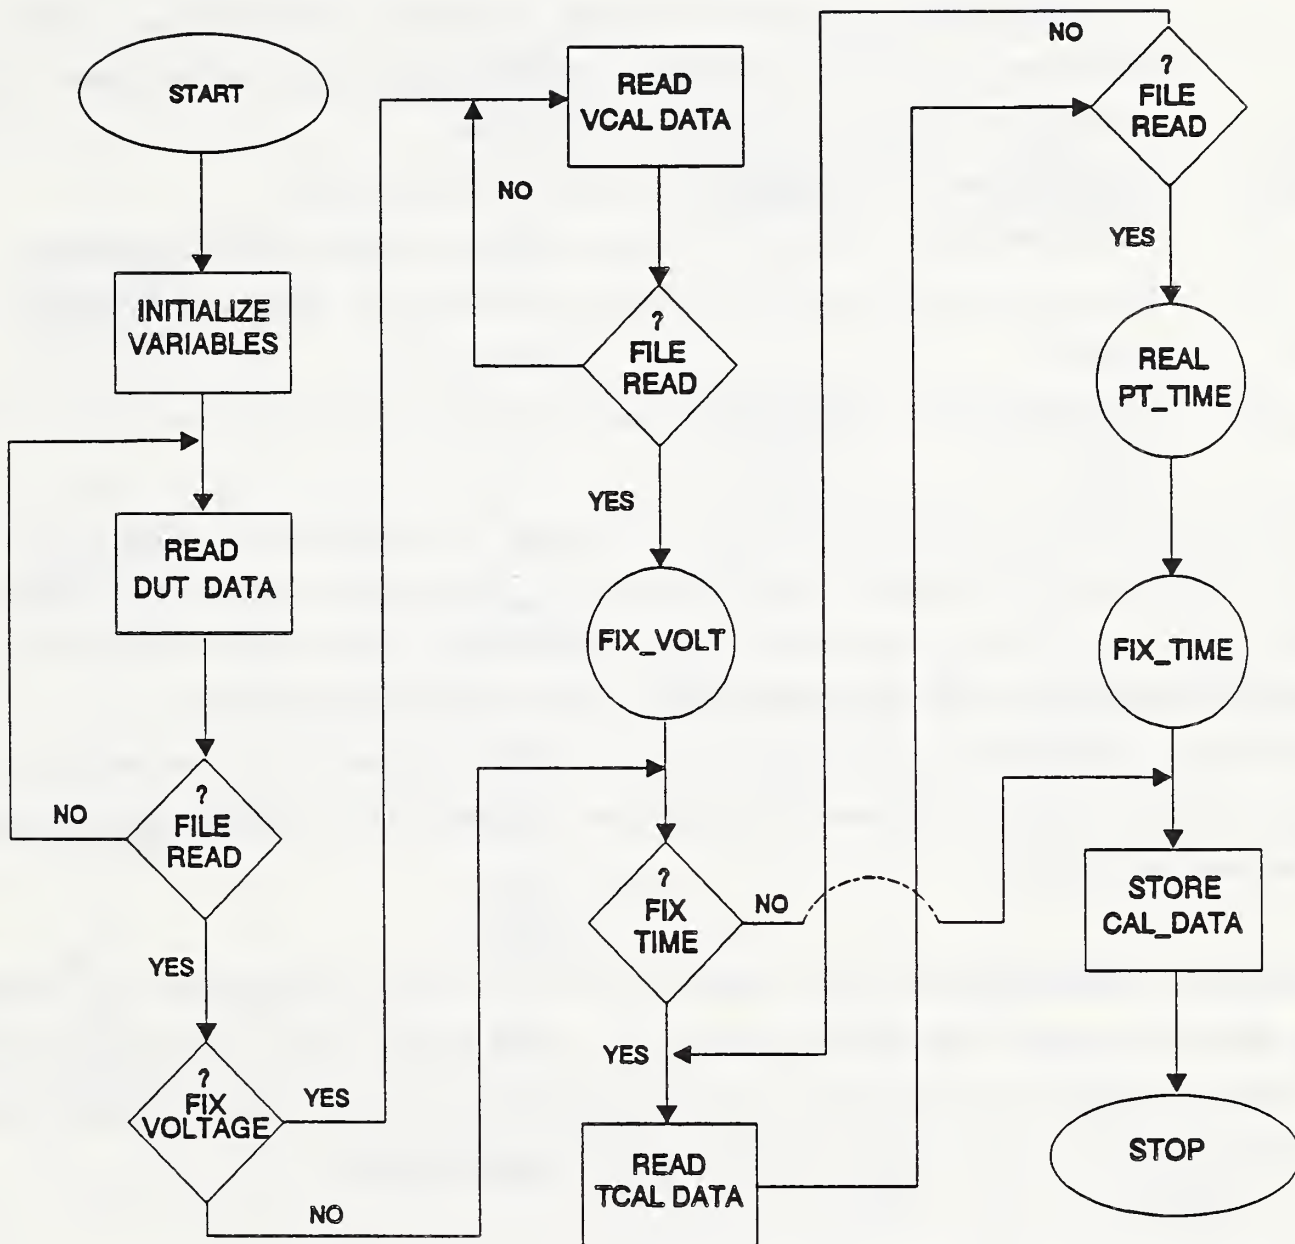 START
INITIALIZE
VARIABLES
READ
DUT DATA
?
FILE
READ
NO
YES
?
FIX
VOLTAGE
YES
NO
READ
VCAL DATA
NO
?
FILE
READ
YES
FIX_VOLT
?
FIX
TIME
NO
YES
READ
TCAL DATA
NO
?
FILE
READ
YES
REAL
PT_TIME
FIX_TIME
STORE
CAL_DATA
STOP